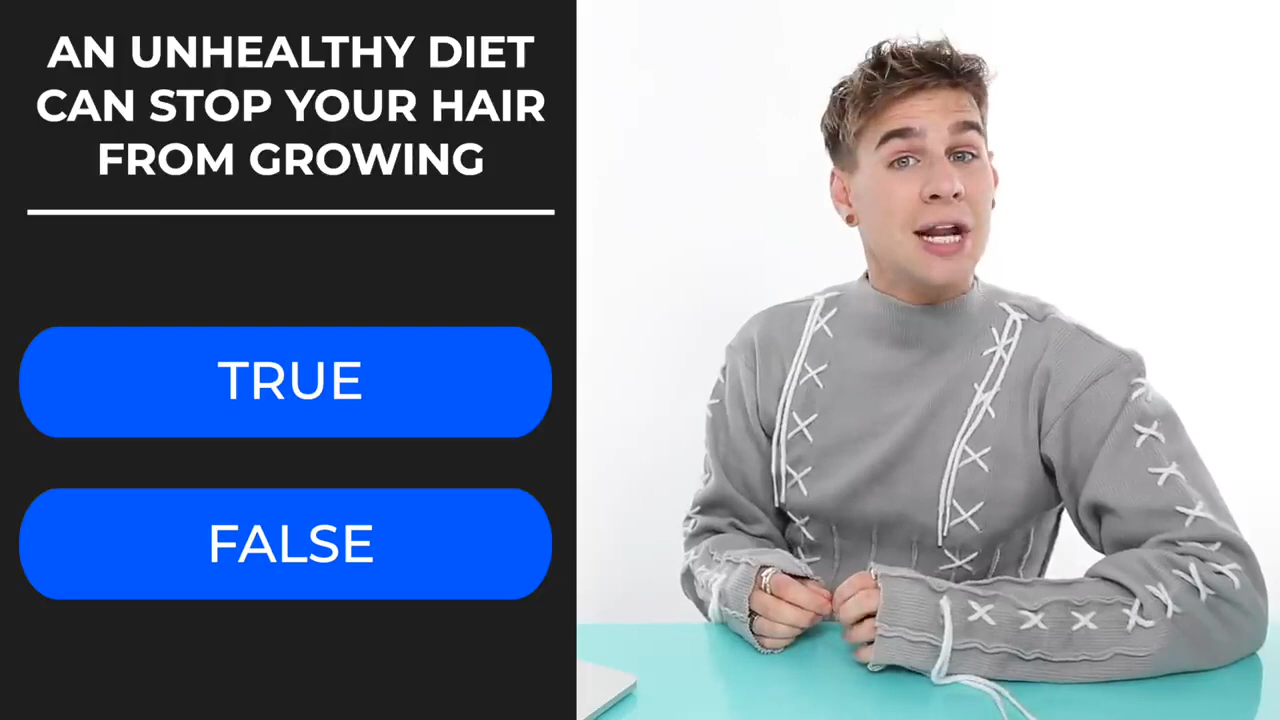 AN UNHEALTHY DIET
CAN STOP YOUR HAIR
FROM GROWING
TRUE
FALSE